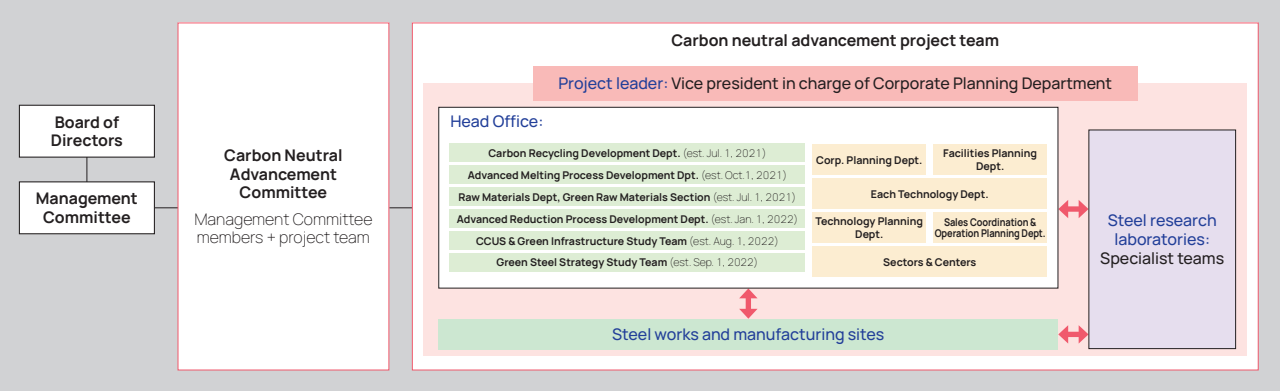 Board of
Directors
Management
Committee
Carbon Neutral
Advancement
Committee
Management Committee
members + project team
Carbon neutral advancement project team
Project leader: Vice president in charge of Corporate Planning Department
Head Office:
Carbon Recycling Development Dept. (est. Jul. 1, 2021)
Advanced Melting Process Development Dpt. (est. Oct.1, 2021)
Raw Materials Dept, Green Raw Materials Section (est. Jul. 1, 2021)
Advanced Reduction Process Development Dept. (est. Jan. 1, 2022)
CCUS & Green Infrastructure Study Team (est. Aug. 1, 2022)
Green Steel Strategy Study Team (est. Sep. 1, 2022)
Corp. Planning Dept.
Facilities Planning
Dept.
Each Technology Dept.
Technology Planning
Dept.
Sales Coordination &
Operation Planning Dept.
Sectors & Centers
Steel works and manufacturing sites
Steel research
laboratories:
Specialist teams